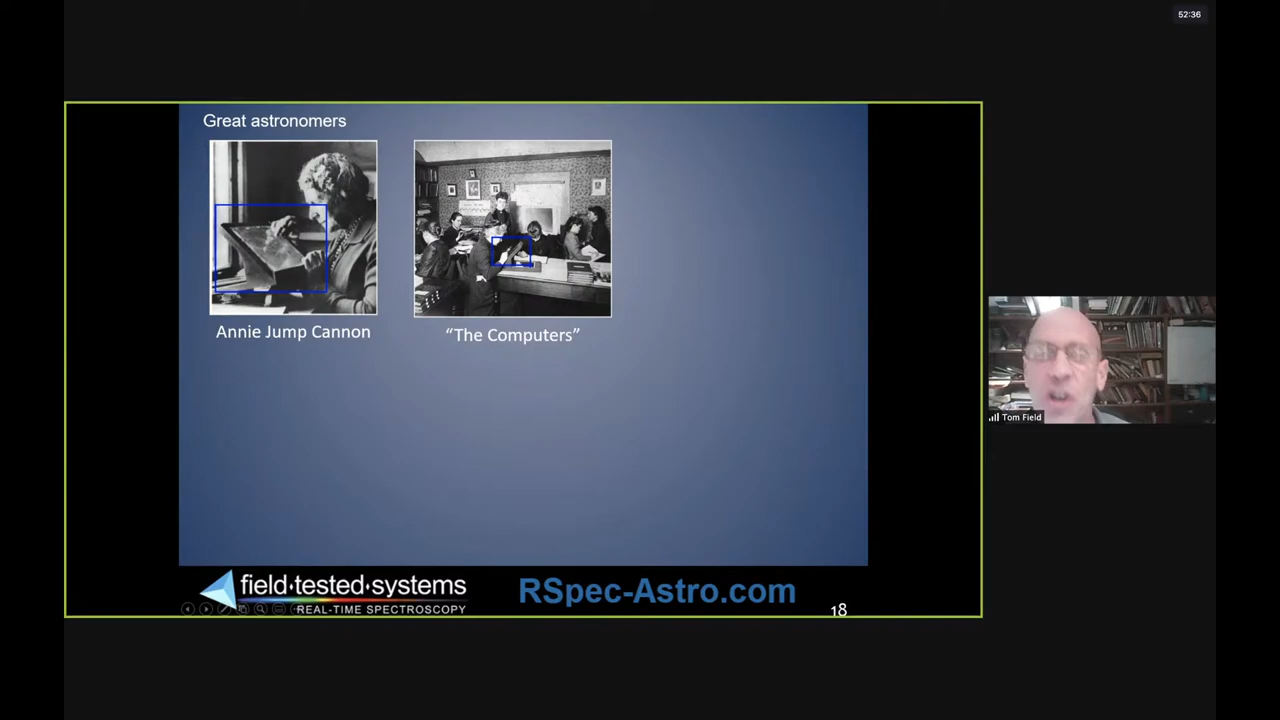 52:36
Great astronomers
Annie Jump Cannon
“The Computers”
Tom Field
field·tested·systems
REAL-TIME SPECTROSCOPY
RSpec-Astro.com
18